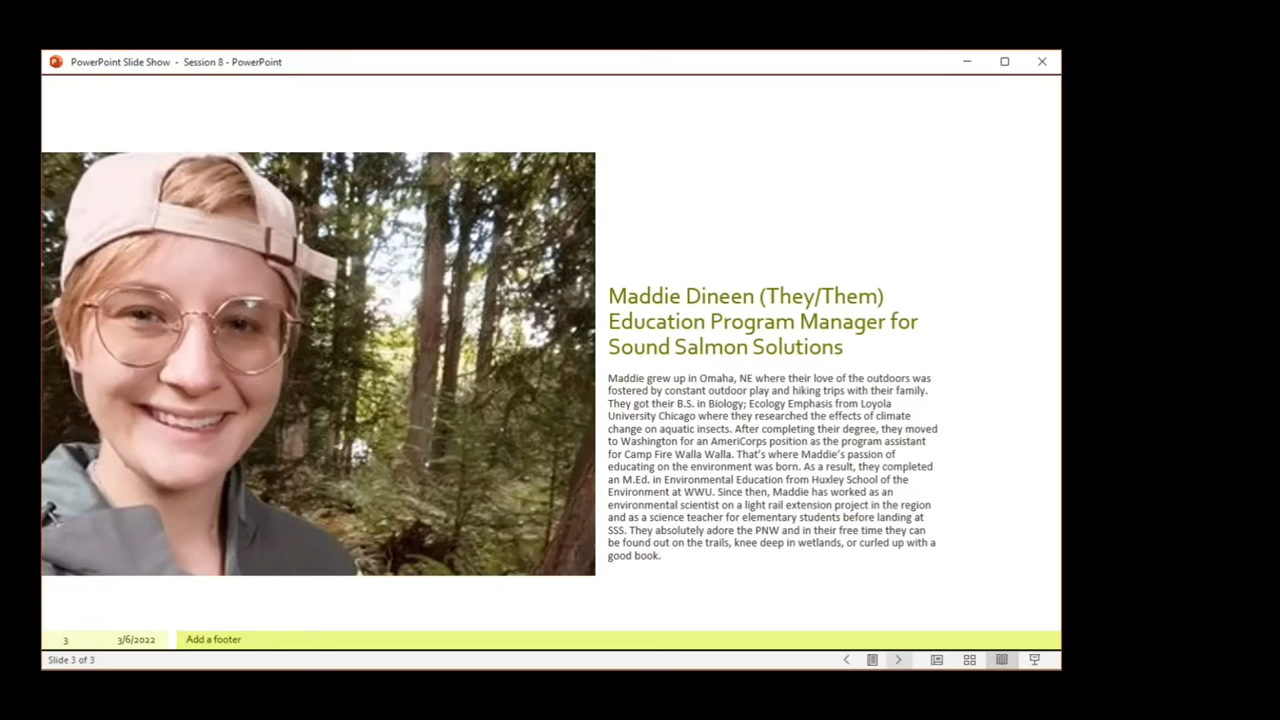 PowerPoint Slide Show - Session 8 - PowerPoint
Maddie Dineen (They/Them)
Education Program Manager for
Sound Salmon Solutions
Maddie grew up in Omaha, NE where their love of the outdoors was
fostered by constant outdoor play and hiking trips with their family.
They got their B.S. in Biology; Ecology Emphasis from Loyola
University Chicago where they researched the effects of climate
change on aquatic insects. After completing their degree, they moved
to Washington for an AmeriCorps position as the program assistant
for Camp Fire Walla Walla. That's where Maddie's passion of
educating on the environment was born. As a result, they completed
an M.Ed. in Environmental Education from Huxley School of the
Environment at WWU. Since then, Maddie has worked as an
environmental scientist on a light rail extension project in the region
and as a science teacher for elementary students before landing at
SSS. They absolutely adore the PNW and in their free time they can
be found out on the trails, knee deep in wetlands, or curled up with a
good book.
3 3/6/2022 Add a footer
Slide 3 of 3